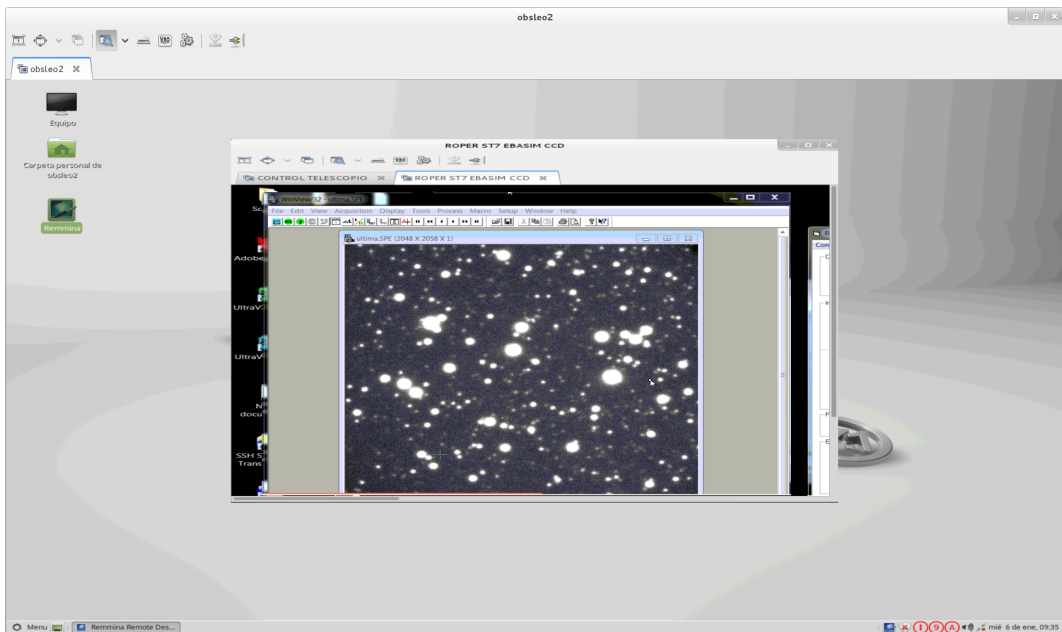 obsleo2
obsleo2
Equipo
Carpeta personal de
obsleo2
Remmina
ROPER ST7 EBASIM CCD
CONTROL TELESCOPIO
ROPER ST7 EBASIM CCD
WinView/32 - ultima.SPE
File Edit View Acquisition Display Tools Process Macro Setup Window Help
ultima.SPE (2048 X 2058 X 1)
Sc
Adobe
UltraV
UltraV
N
docu
SSH S
Trans
Con
Menu
Remmina Remote Des...
mié 6 de ene, 09:35